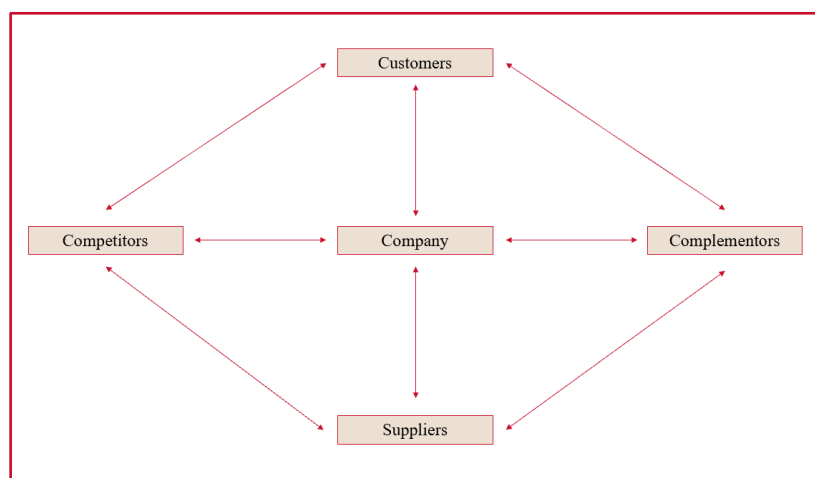 Customers
Competitors
Company
Complementors
Suppliers